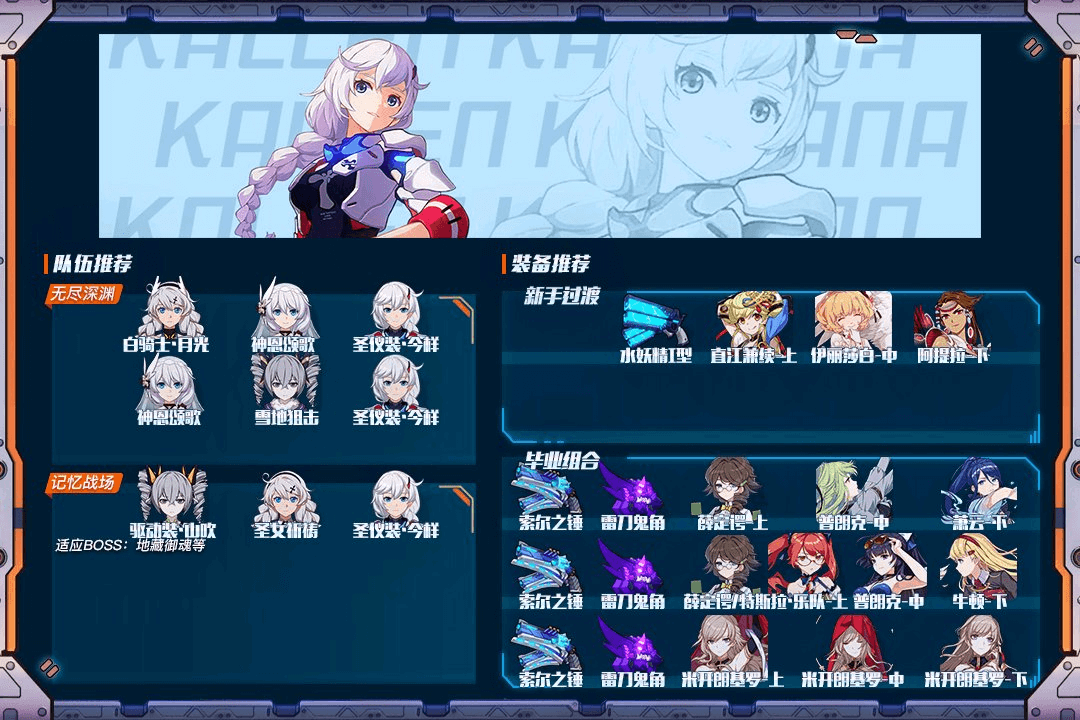 KALLEN KASLANA
KALLEN KASLANA
KALLEN KASLANA
队伍推荐
无尽深渊
白骑士·月光 神恩颂歌 圣仪装·今样
神恩颂歌 雪地狙击 圣仪装·今样
记忆战场
驱动装·山吹 圣女祈祷 圣仪装·今样
适应BOSS：地藏御魂等
装备推荐
新手过渡
水妖精I型 直江兼续-上 伊丽莎白-中 阿提拉-下
毕业组合
索尔之锤 雷刀鬼角 薛定谔-上 普朗克-中 萧云-下
索尔之锤 雷刀鬼角 薛定谔/特斯拉·乐队-上 普朗克-中 牛顿-下
索尔之锤 雷刀鬼角 米开朗基罗-上 米开朗基罗-中 米开朗基罗-下